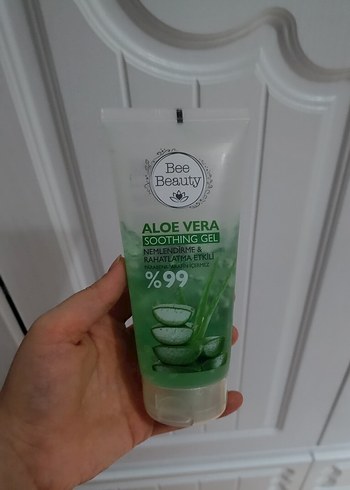 Bee
Beauty
ALOE VERA
SOOTHING GEL
NEMLENDİRME &
RAHATLATMA ETKİLİ
%99